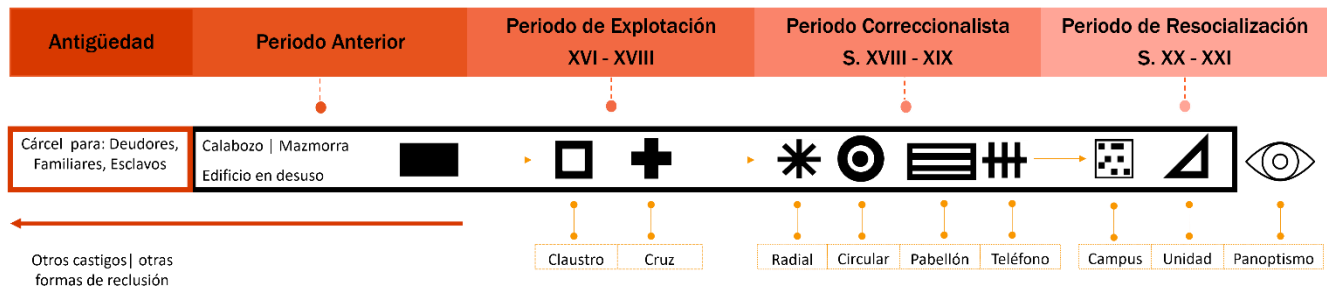 Antigüedad
Periodo Anterior
Periodo de Explotación
XVI - XVIII
Periodo Correccionalista
S. XVIII - XIX
Periodo de Resocialización
S. XX - XXI
Cárcel para: Deudores,
Familiares, Esclavos
Calabozo | Mazmorra
Edificio en desuso
Claustro
Cruz
Radial
Circular
Pabellón
Teléfono
Campus
Unidad
Panoptismo
Otros castigos| otras
formas de reclusión